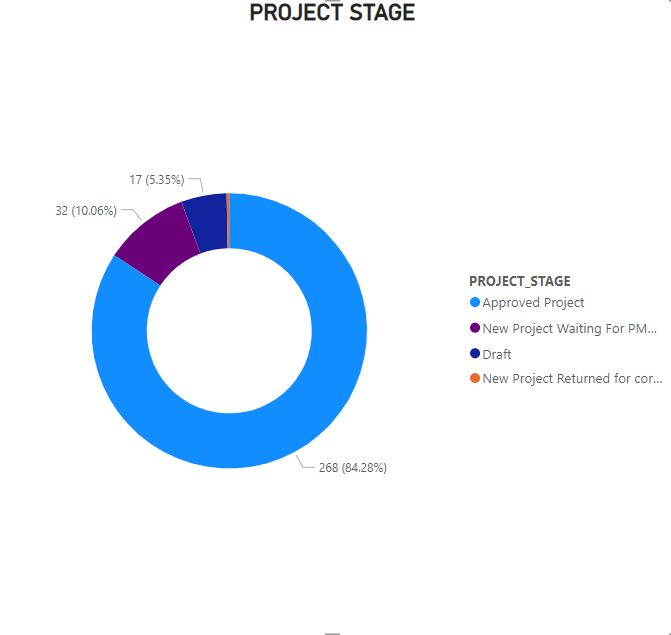 PROJECT STAGE
17 (5.35%)
32 (10.06%)
PROJECT_STAGE
Approved Project
New Project Waiting For PM...
Draft
New Project Returned for cor...
268 (84.28%)